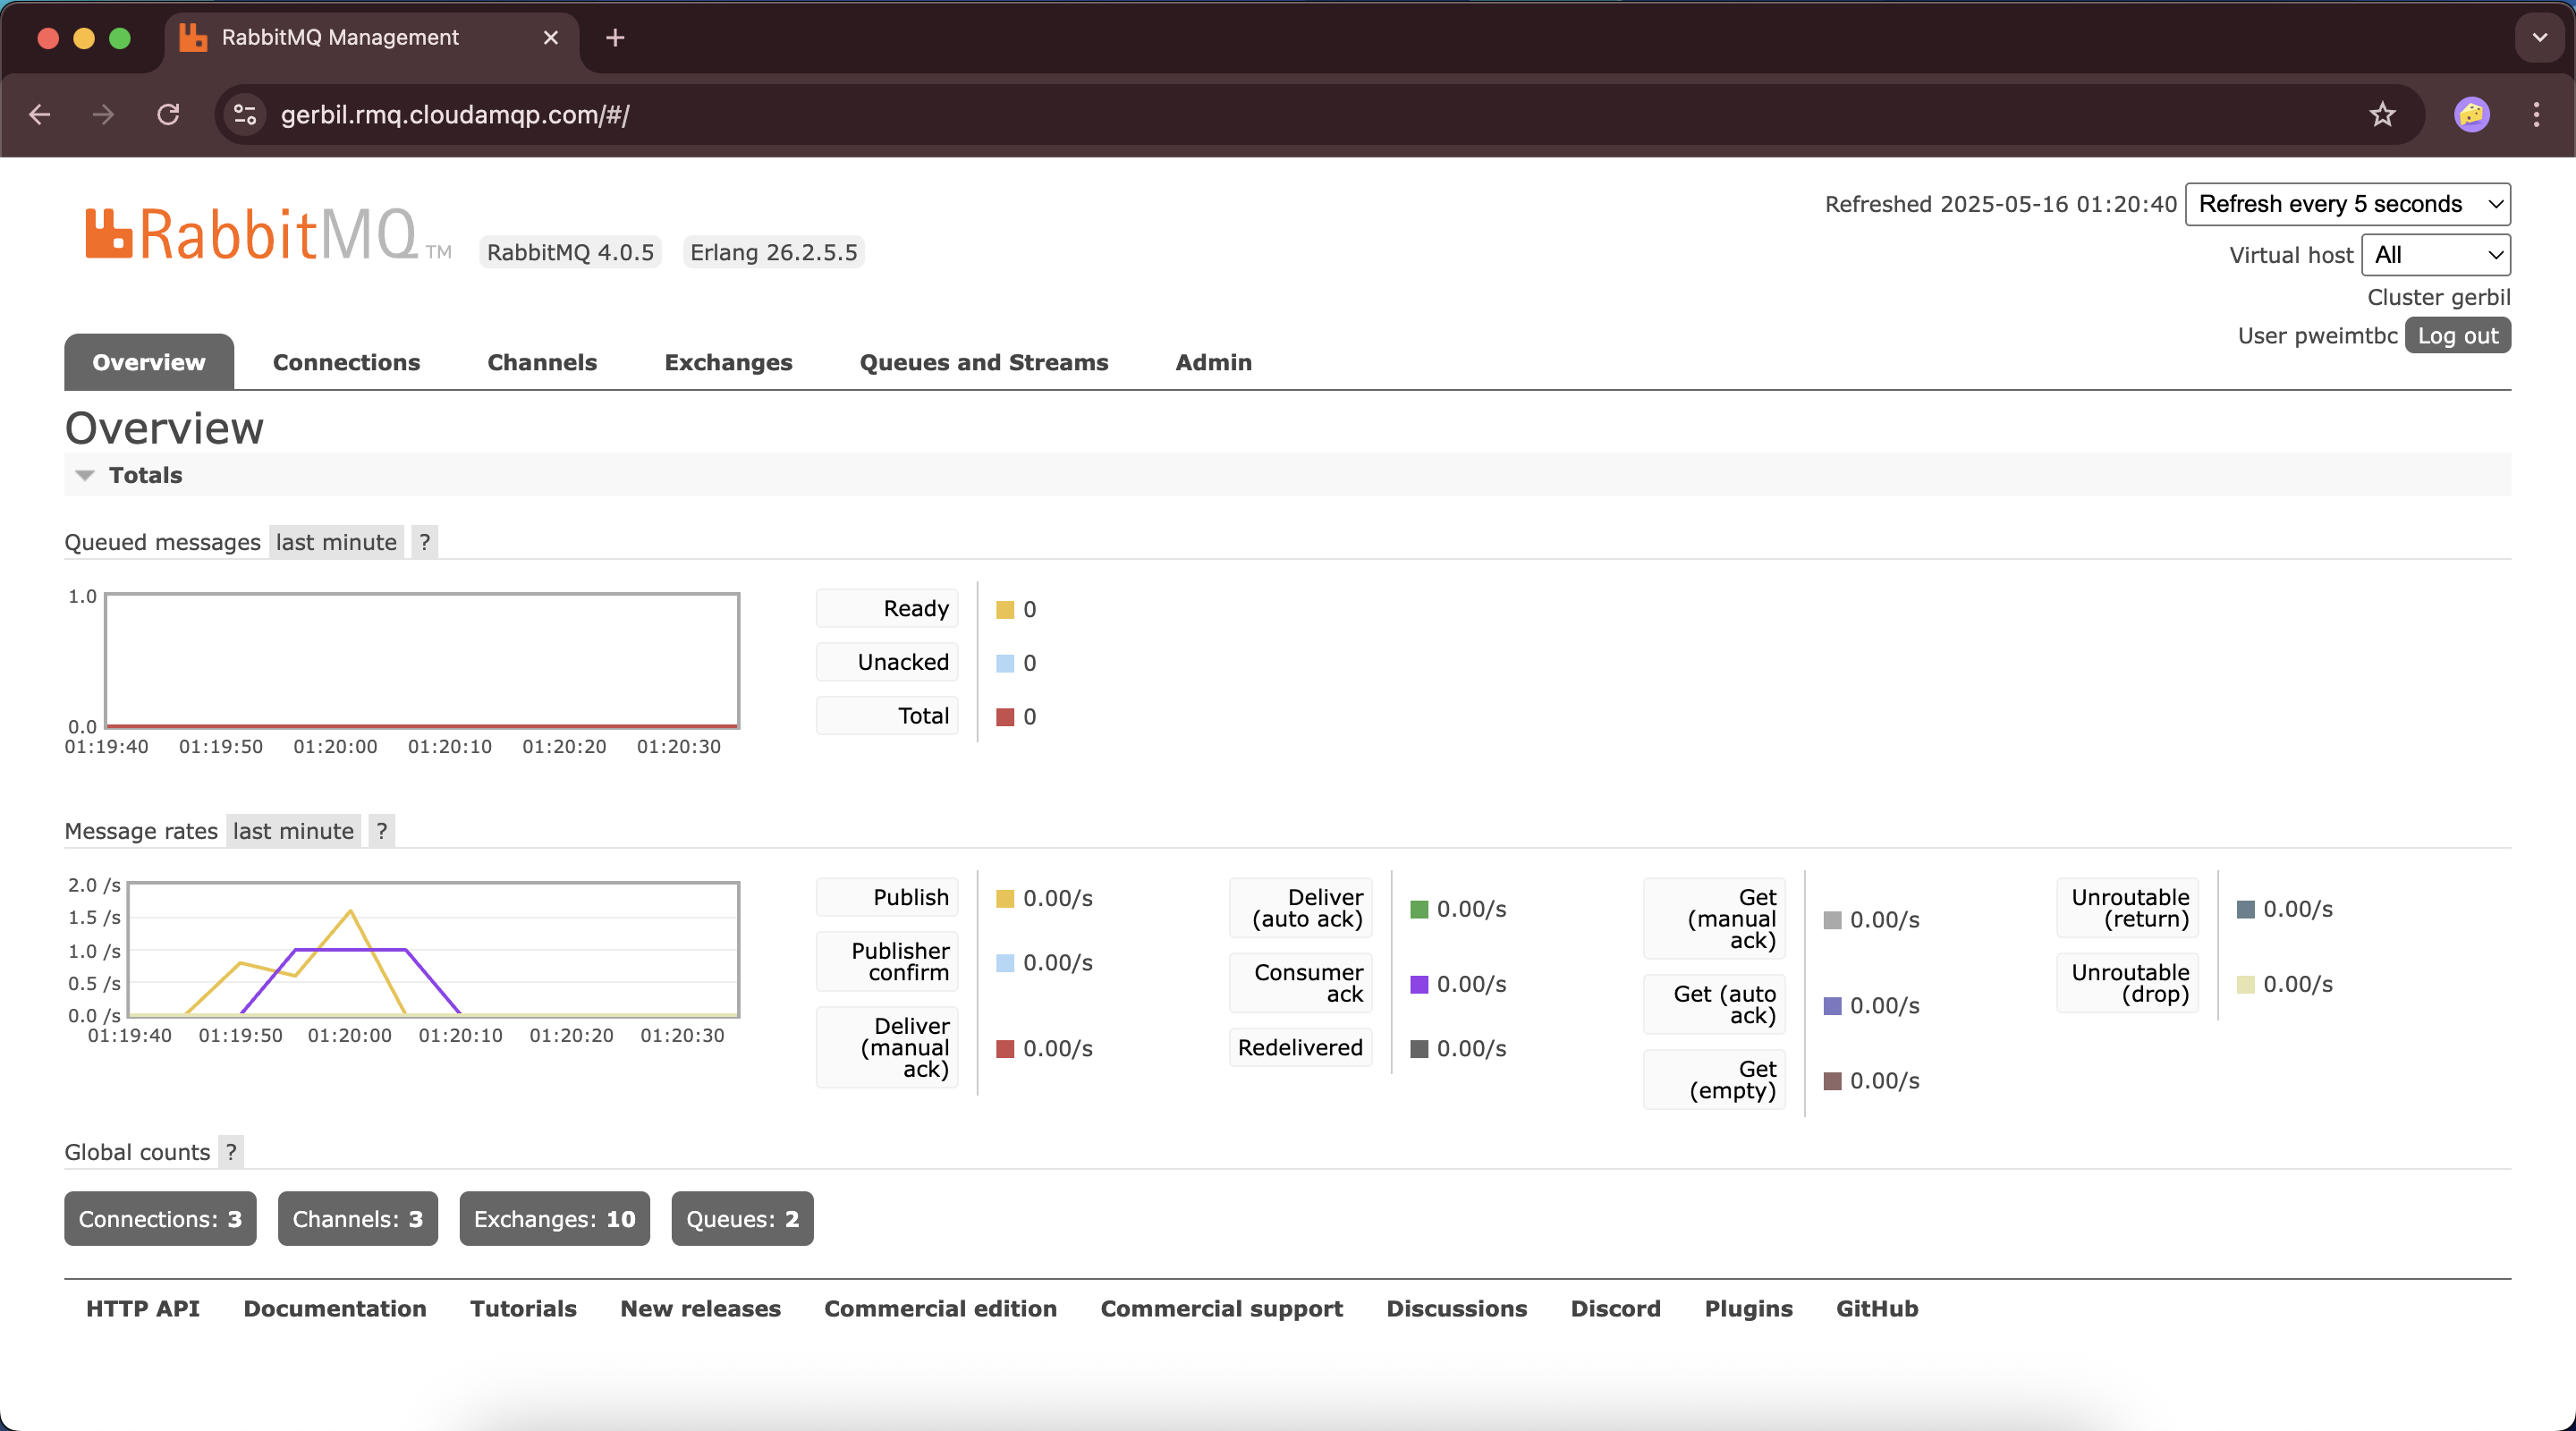 RabbitMQ Management
gerbil.rmq.cloudamqp.com/#/
RabbitMQ TM RabbitMQ 4.0.5 Erlang 26.2.5.5
Refreshed 2025-05-16 01:20:40 Refresh every 5 seconds
Virtual host All
Cluster gerbil
User pweimtbc Log out
Overview Connections Channels Exchanges Queues and Streams Admin
Overview
Totals
Queued messages last minute ?
1.0
0.0
01:19:40 01:19:50 01:20:00 01:20:10 01:20:20 01:20:30
Ready 0
Unacked 0
Total 0
Message rates last minute ?
2.0 /s
1.5 /s
1.0 /s
0.5 /s
0.0 /s
01:19:40 01:19:50 01:20:00 01:20:10 01:20:20 01:20:30
Publish 0.00/s
Publisher
confirm 0.00/s
Deliver
(manual 0.00/s
ack)
Deliver
(auto ack) 0.00/s
Consumer
ack 0.00/s
Redelivered 0.00/s
Get
(manual 0.00/s
ack)
Get (auto
ack) 0.00/s
Get
(empty) 0.00/s
Unroutable
(return) 0.00/s
Unroutable
(drop) 0.00/s
Global counts ?
Connections: 3 Channels: 3 Exchanges: 10 Queues: 2
HTTP API Documentation Tutorials New releases Commercial edition Commercial support Discussions Discord Plugins GitHub